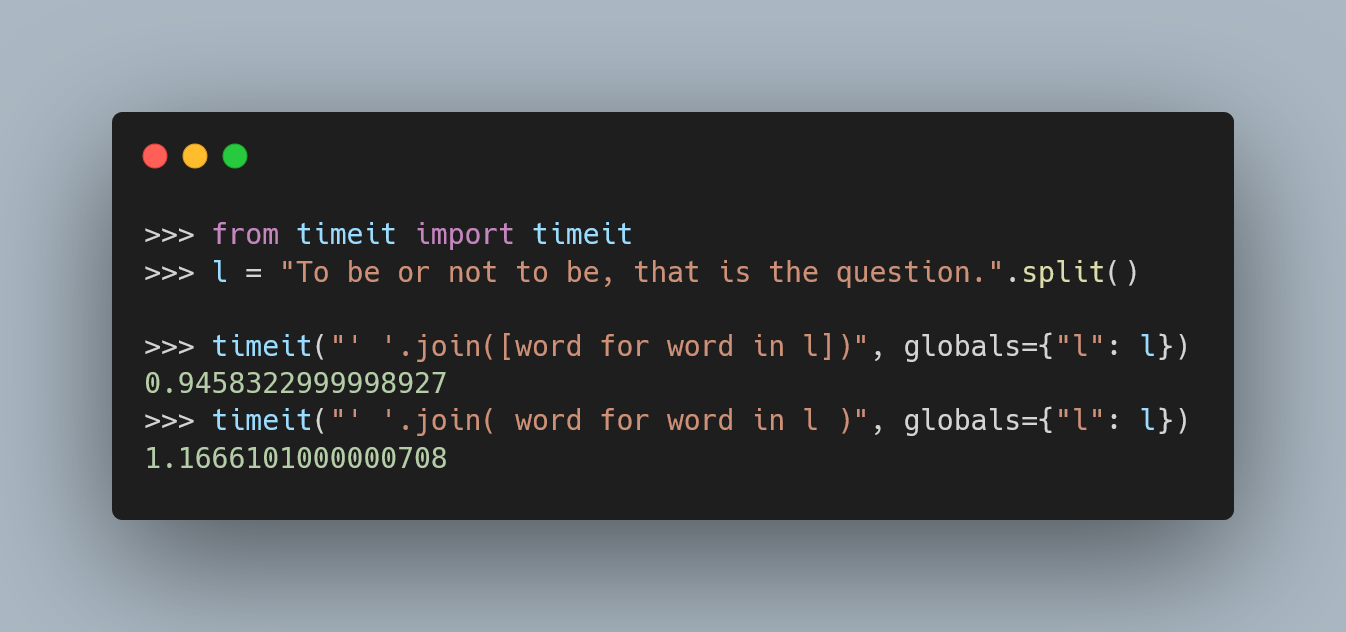 >>> from timeit import timeit
>>> l = "To be or not to be, that is the question.".split()
>>> timeit("' '.join([word for word in l])", globals={"l": l})
0.9458322999998927
>>> timeit("' '.join( word for word in l )", globals={"l": l})
1.1666101000000708